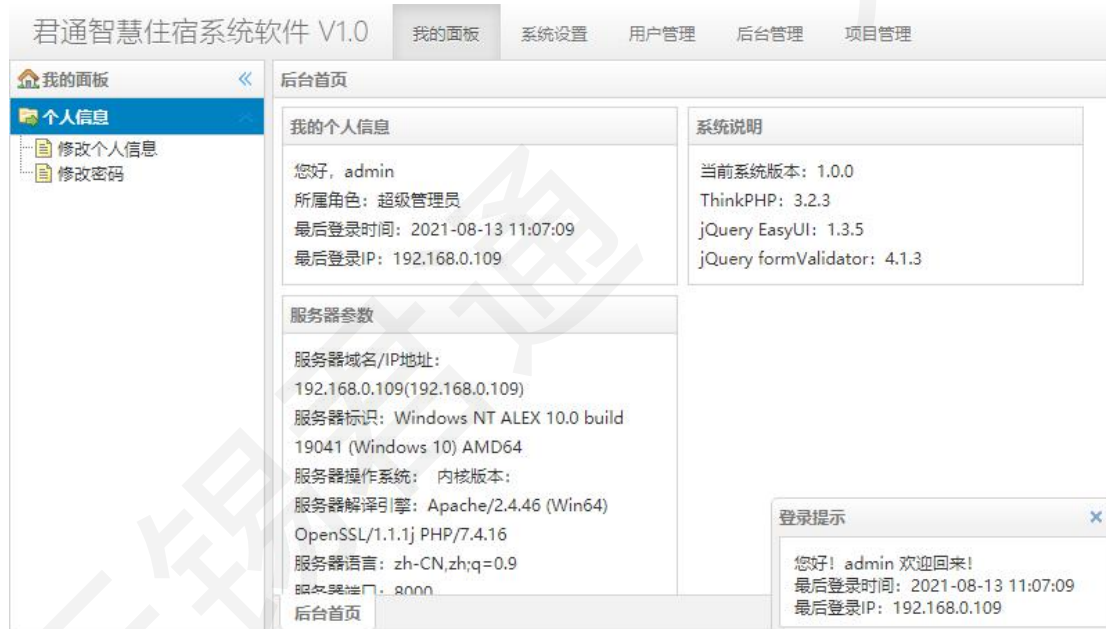 君通智慧住宿系统软件 V1.0
我的面板 系统设置 用户管理 后台管理 项目管理
我的面板
个人信息
修改个人信息
修改密码
后台首页
我的个人信息
您好，admin
所属角色：超级管理员
最后登录时间：2021-08-13 11:07:09
最后登录IP：192.168.0.109
系统说明
当前系统版本：1.0.0
ThinkPHP：3.2.3
jQuery EasyUI：1.3.5
jQuery formValidator：4.1.3
服务器参数
服务器域名/IP地址：
192.168.0.109(192.168.0.109)
服务器标识：Windows NT ALEX 10.0 build
19041 (Windows 10) AMD64
服务器操作系统： 内核版本：
服务器解译引擎：Apache/2.4.46 (Win64)
OpenSSL/1.1.1j PHP/7.4.16
服务器语言：zh-CN,zh;q=0.9
服务器端口：8000
后台首页
登录提示
您好！admin 欢迎回来！
最后登录时间：2021-08-13 11:07:09
最后登录IP：192.168.0.109
锡君通